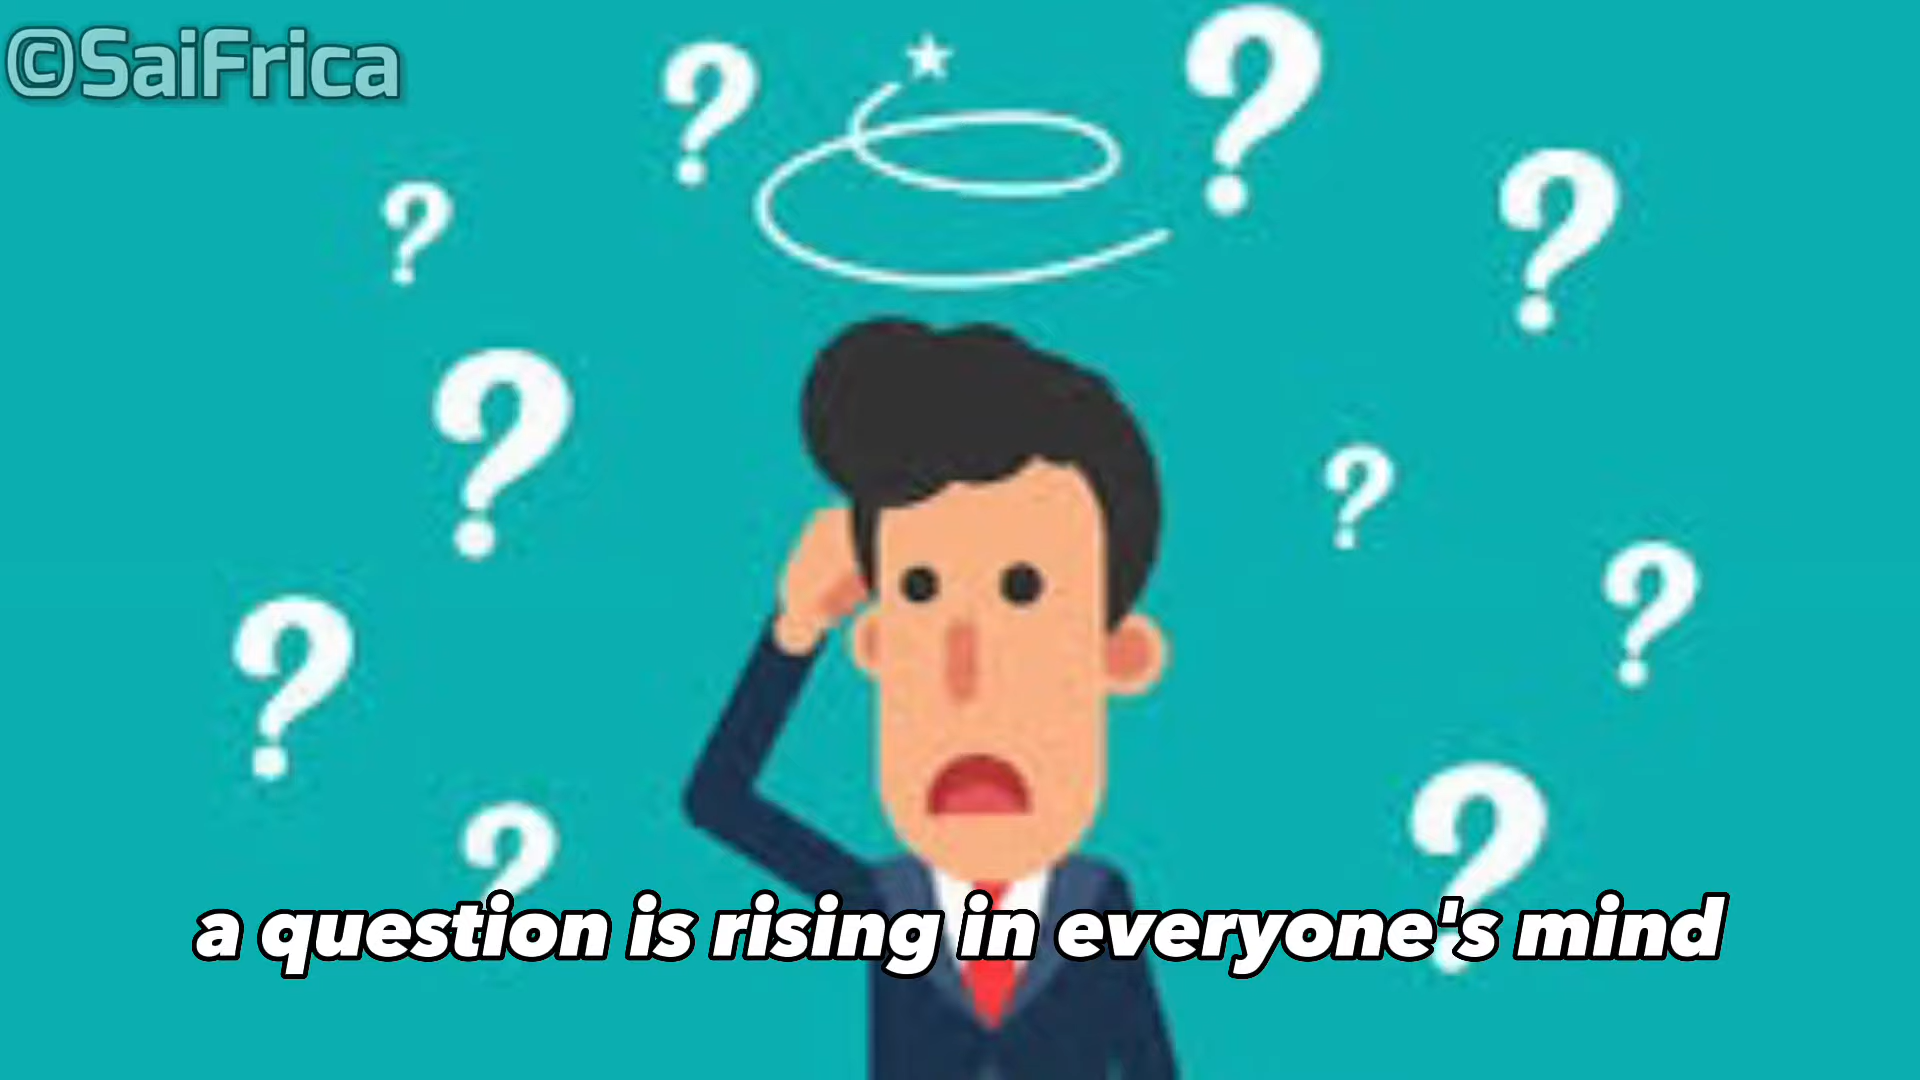 ©SaiFrica
? ? ? ? ? ? ? ? ? ? ?
a question is rising in everyone's mind